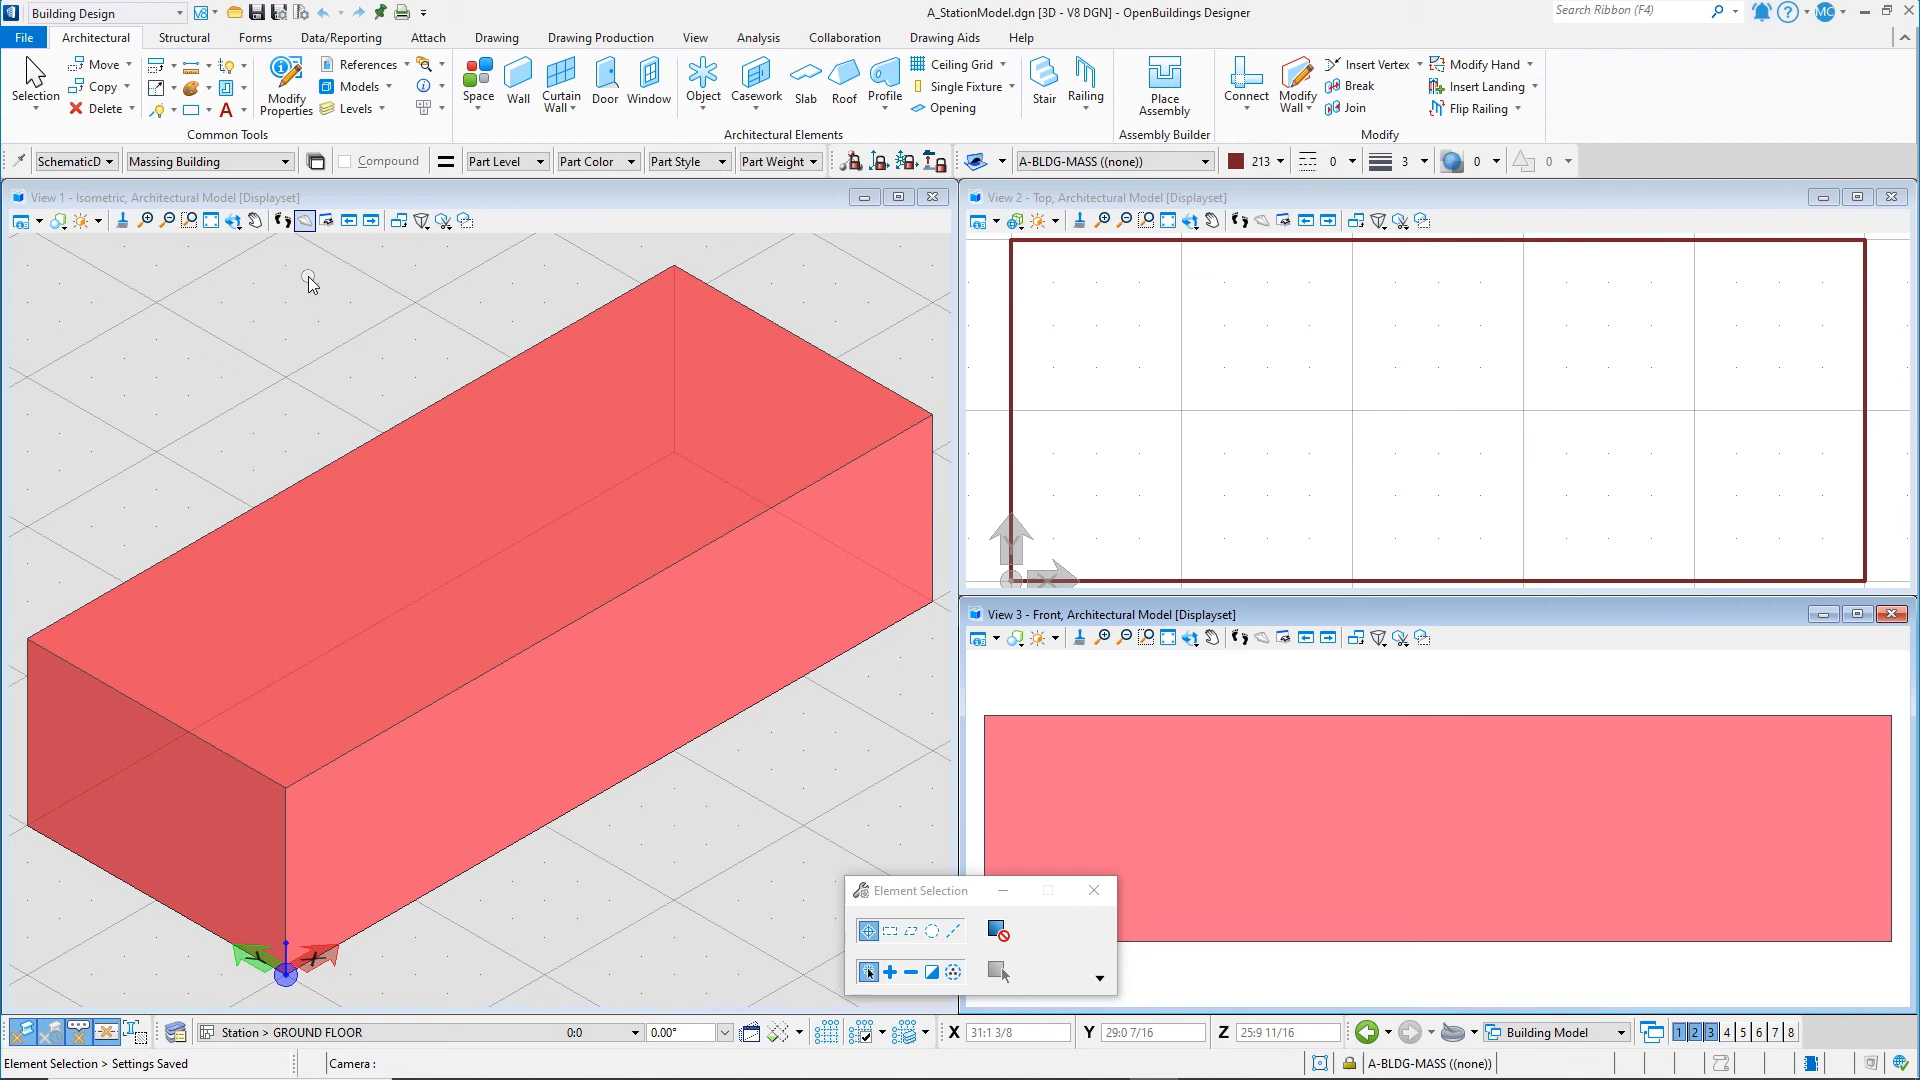 Building Design
A_StationModel.dgn [3D - V8 DGN] - OpenBuildings Designer
Search Ribbon (F4)
MC
File
Architectural
Structural
Forms
Data/Reporting
Attach
Drawing
Drawing Production
View
Analysis
Collaboration
Drawing Aids
Help
Selection
Move
Copy
Delete
Modify
Properties
References
Models
Levels
Common Tools
Space
Wall
Curtain
Wall
Door
Window
Object
Casework
Slab
Roof
Profile
Ceiling Grid
Single Fixture
Opening
Stair
Railing
Architectural Elements
Place
Assembly
Assembly Builder
Connect
Modify
Wall
Insert Vertex
Break
Join
Modify Hand
Insert Landing
Flip Railing
Modify
SchematicD
Massing Building
Compound
Part Level
Part Color
Part Style
Part Weight
A-BLDG-MASS ((none))
213
0
3
0
0
View 1 - Isometric, Architectural Model [Displayset]
View 2 - Top, Architectural Model [Displayset]
View 3 - Front, Architectural Model [Displayset]
Y
X
Y
X
Element Selection
Station > GROUND FLOOR
0:0
0.00°
X
31:1 3/8
Y
29:0 7/16
Z
25:9 11/16
Building Model
1 2 3 4 5 6 7 8
Element Selection > Settings Saved
Camera :
A-BLDG-MASS ((none))